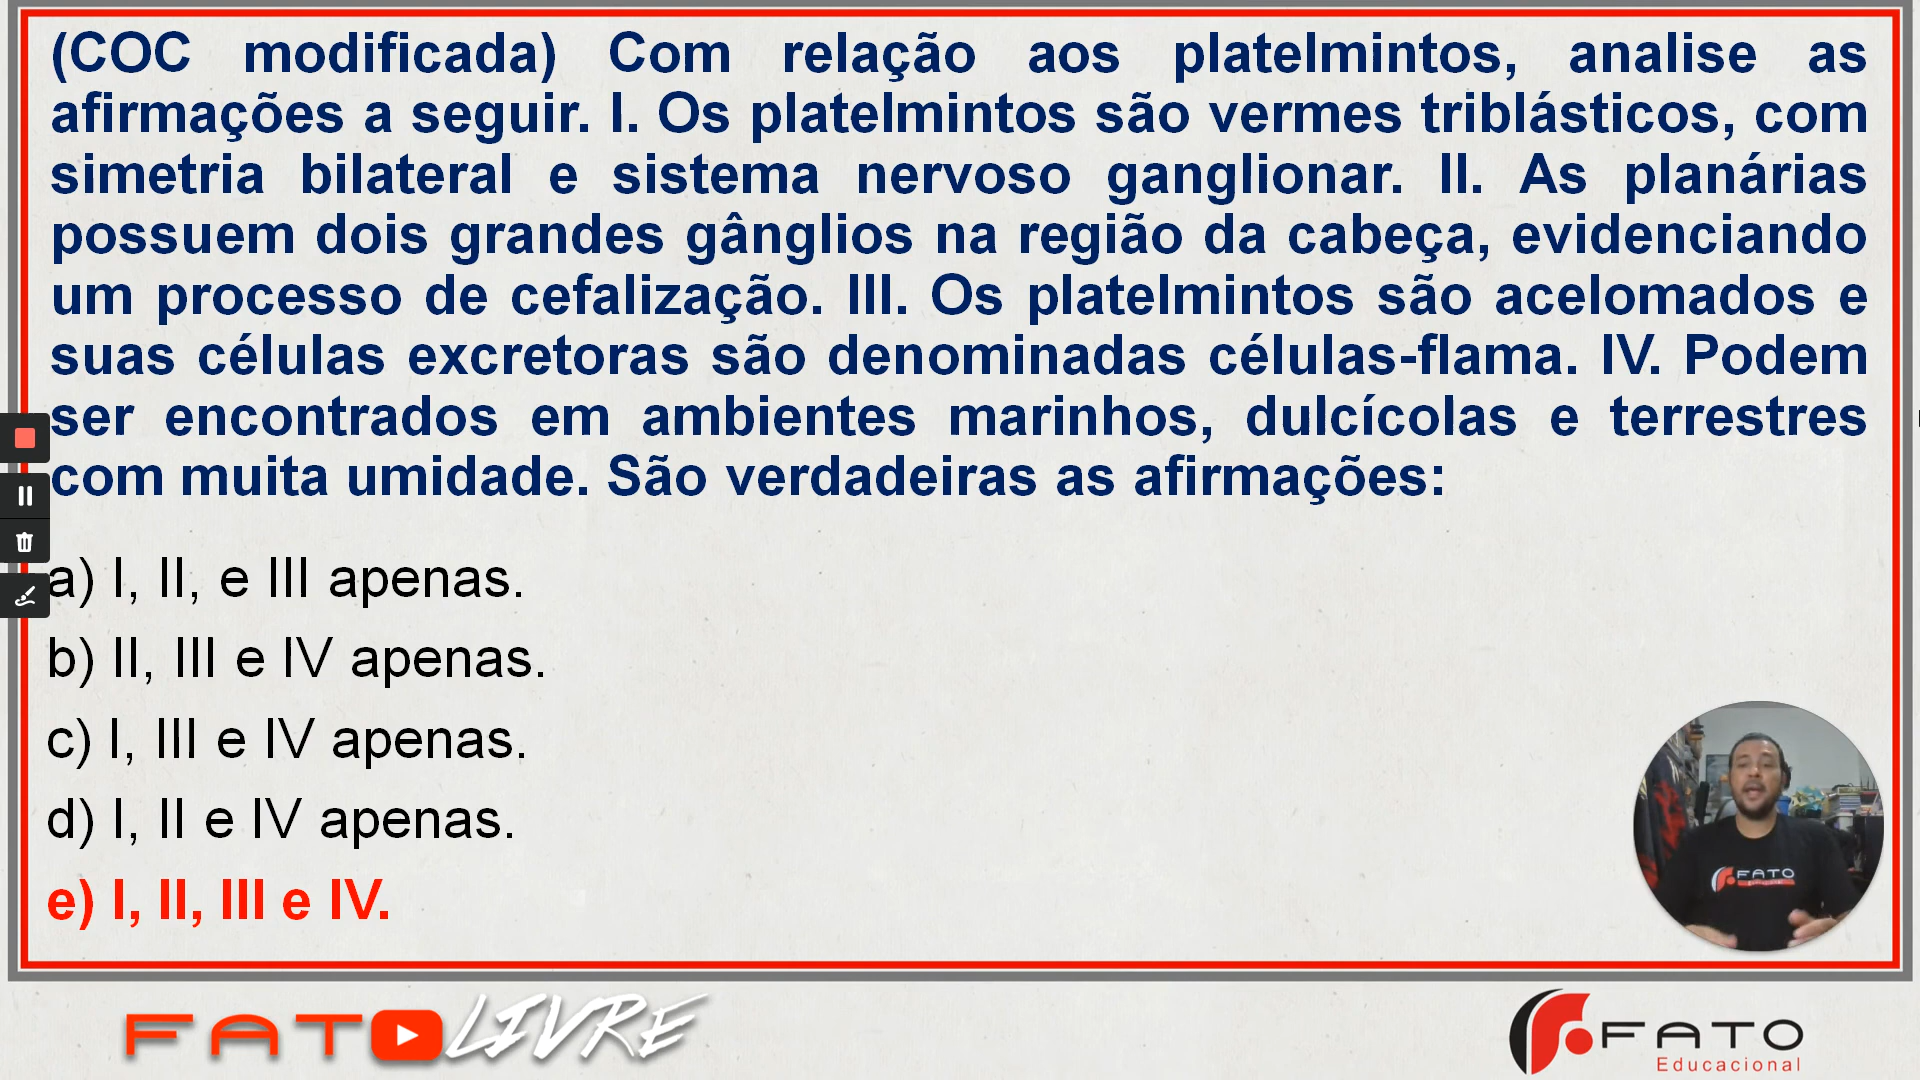 (COC modificada) Com relação aos platelmintos, analise as
afirmações a seguir. I. Os platelmintos são vermes triblásticos, com
simetria bilateral e sistema nervoso ganglionar. II. As planárias
possuem dois grandes gânglios na região da cabeça, evidenciando
um processo de cefalização. III. Os platelmintos são acelomados e
suas células excretoras são denominadas células-flama. IV. Podem
ser encontrados em ambientes marinhos, dulcícolas e terrestres
com muita umidade. São verdadeiras as afirmações:
a) I, II, e III apenas.
b) II, III e IV apenas.
c) I, III e IV apenas.
d) I, II e IV apenas.
e) I, II, III e IV.
FATO
Educacional
FATO LIVRE
FATO
Educacional